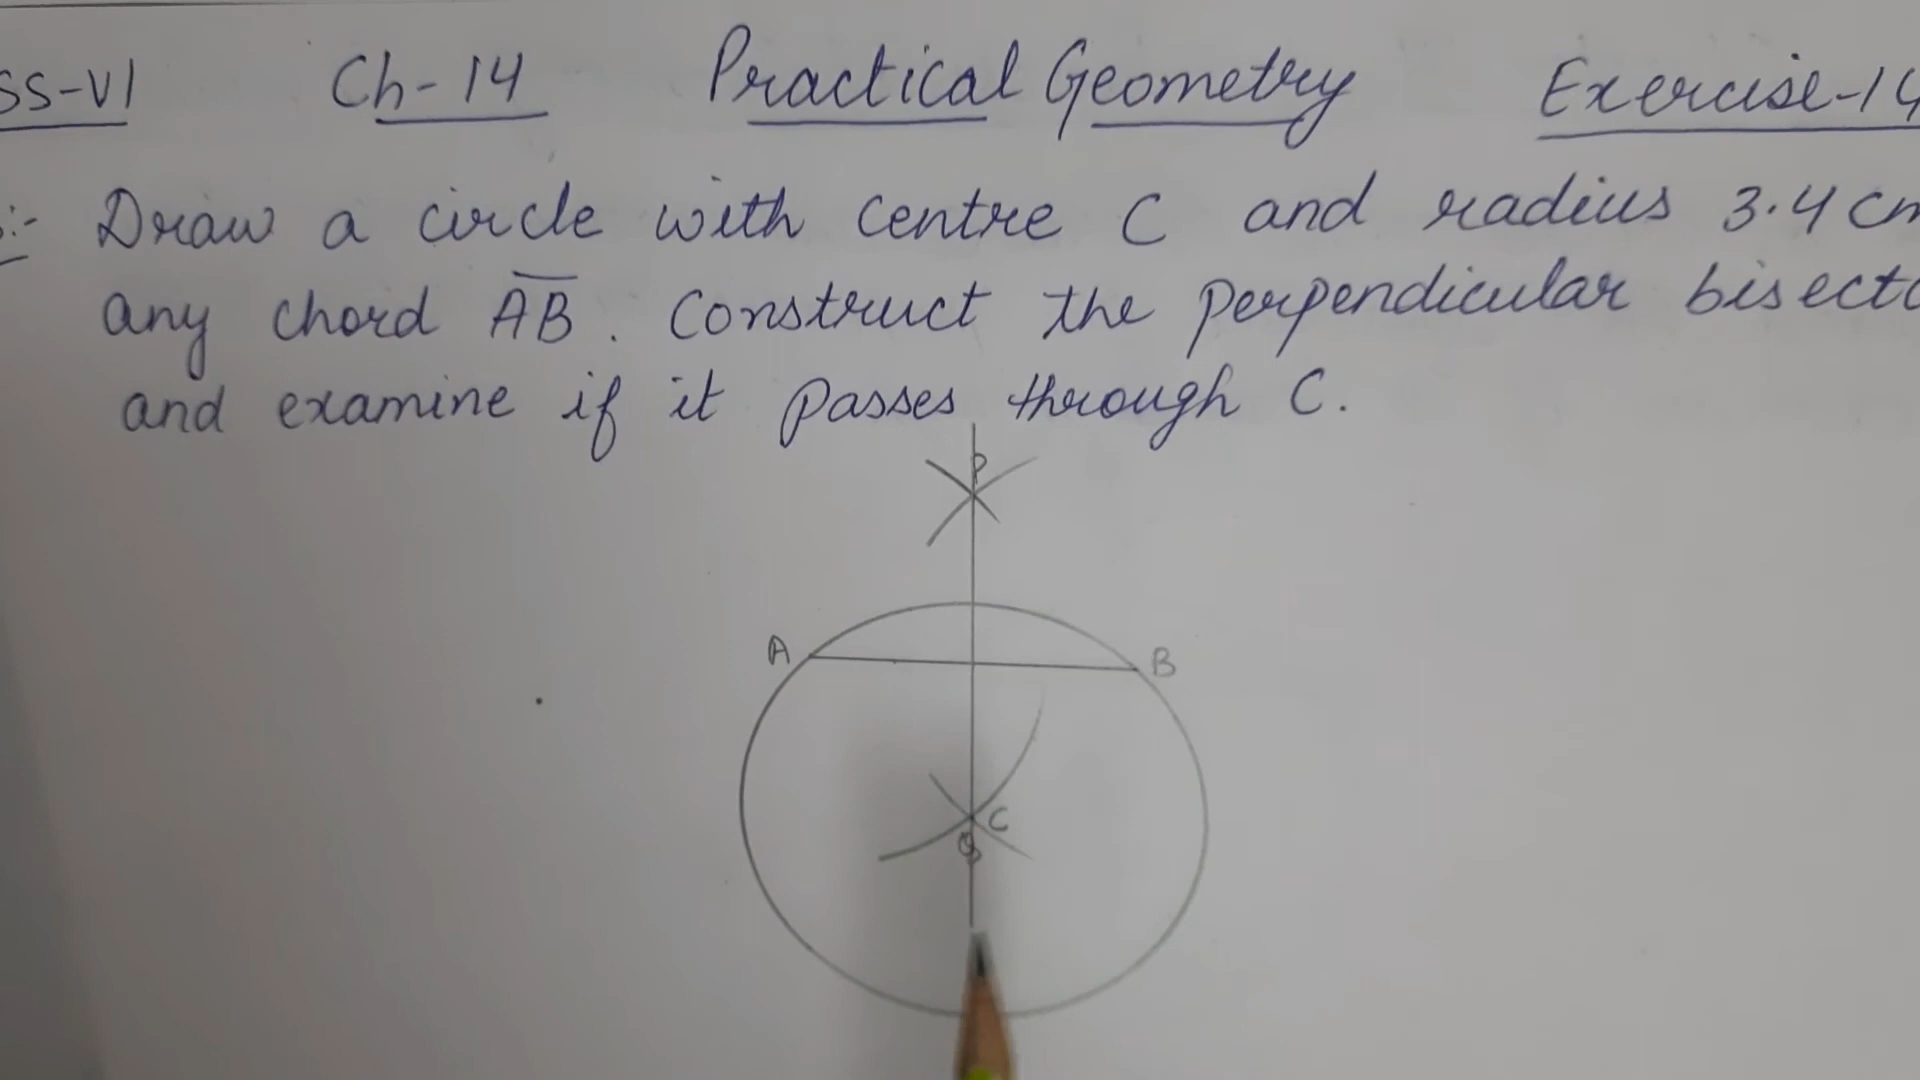 SS-VI Ch-14 Practical Geometry Exercise-14
:- Draw a circle with centre C and radius 3.4 cm
any chord AB. Construct the perpendicular bisecto
and examine if it passes through C.
P
A B
C
Q